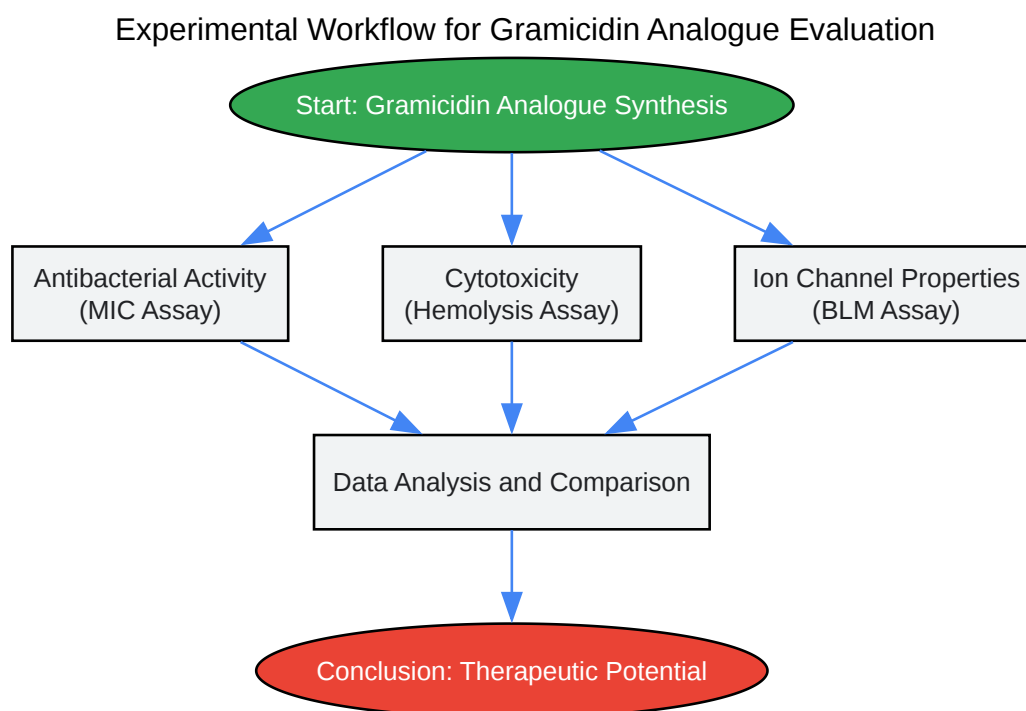 Experimental Workflow for Gramicidin Analogue Evaluation
Start: Gramicidin Analogue Synthesis
Antibacterial Activity
(MIC Assay)
Cytotoxicity
(Hemolysis Assay)
Ion Channel Properties
(BLM Assay)
Data Analysis and Comparison
Conclusion: Therapeutic Potential